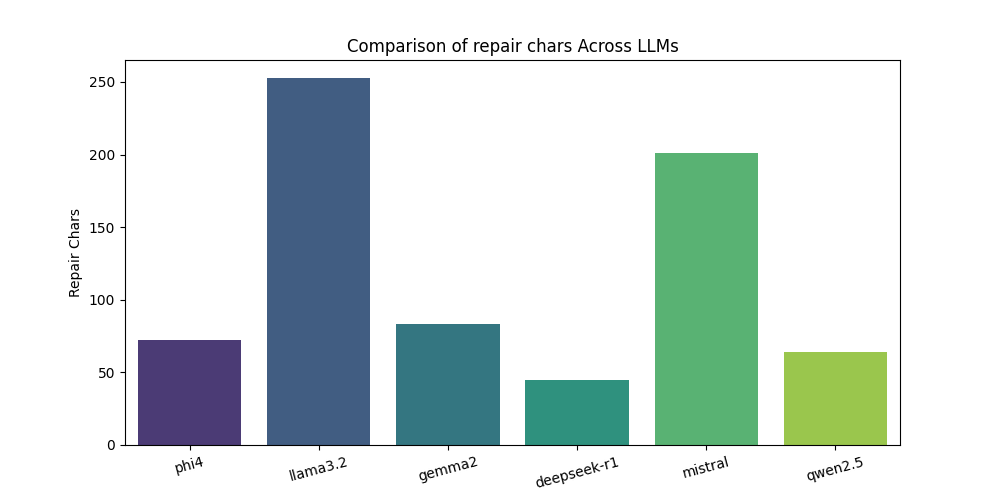 Comparison of repair chars Across LLMs
Repair Chars
250
200
150
100
50
0
phi4
llama3.2
gemma2
deepseek-r1
mistral
qwen2.5